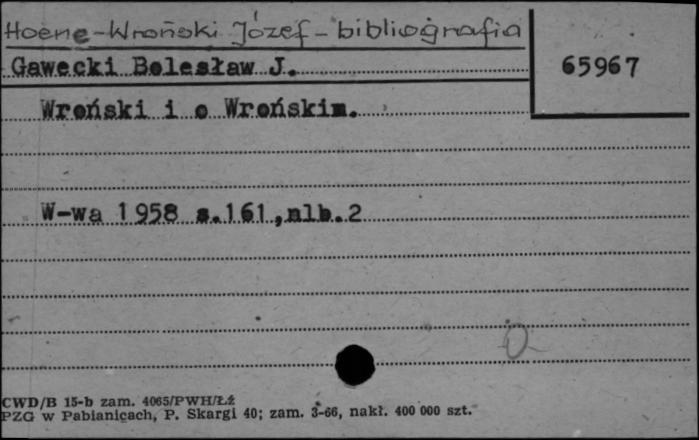 Hoene-Wroński Józef - bibliografia
Gawecki Bolesław J.
65967
Wroński i o Wrońskim.
W-wa 1958 s.161,nlb.2
CWD/B 15-b zam. 4065/PWH/Łź
PZG w Pabianicach, P. Skargi 40; zam. 3-66, nakł. 400 000 szt.